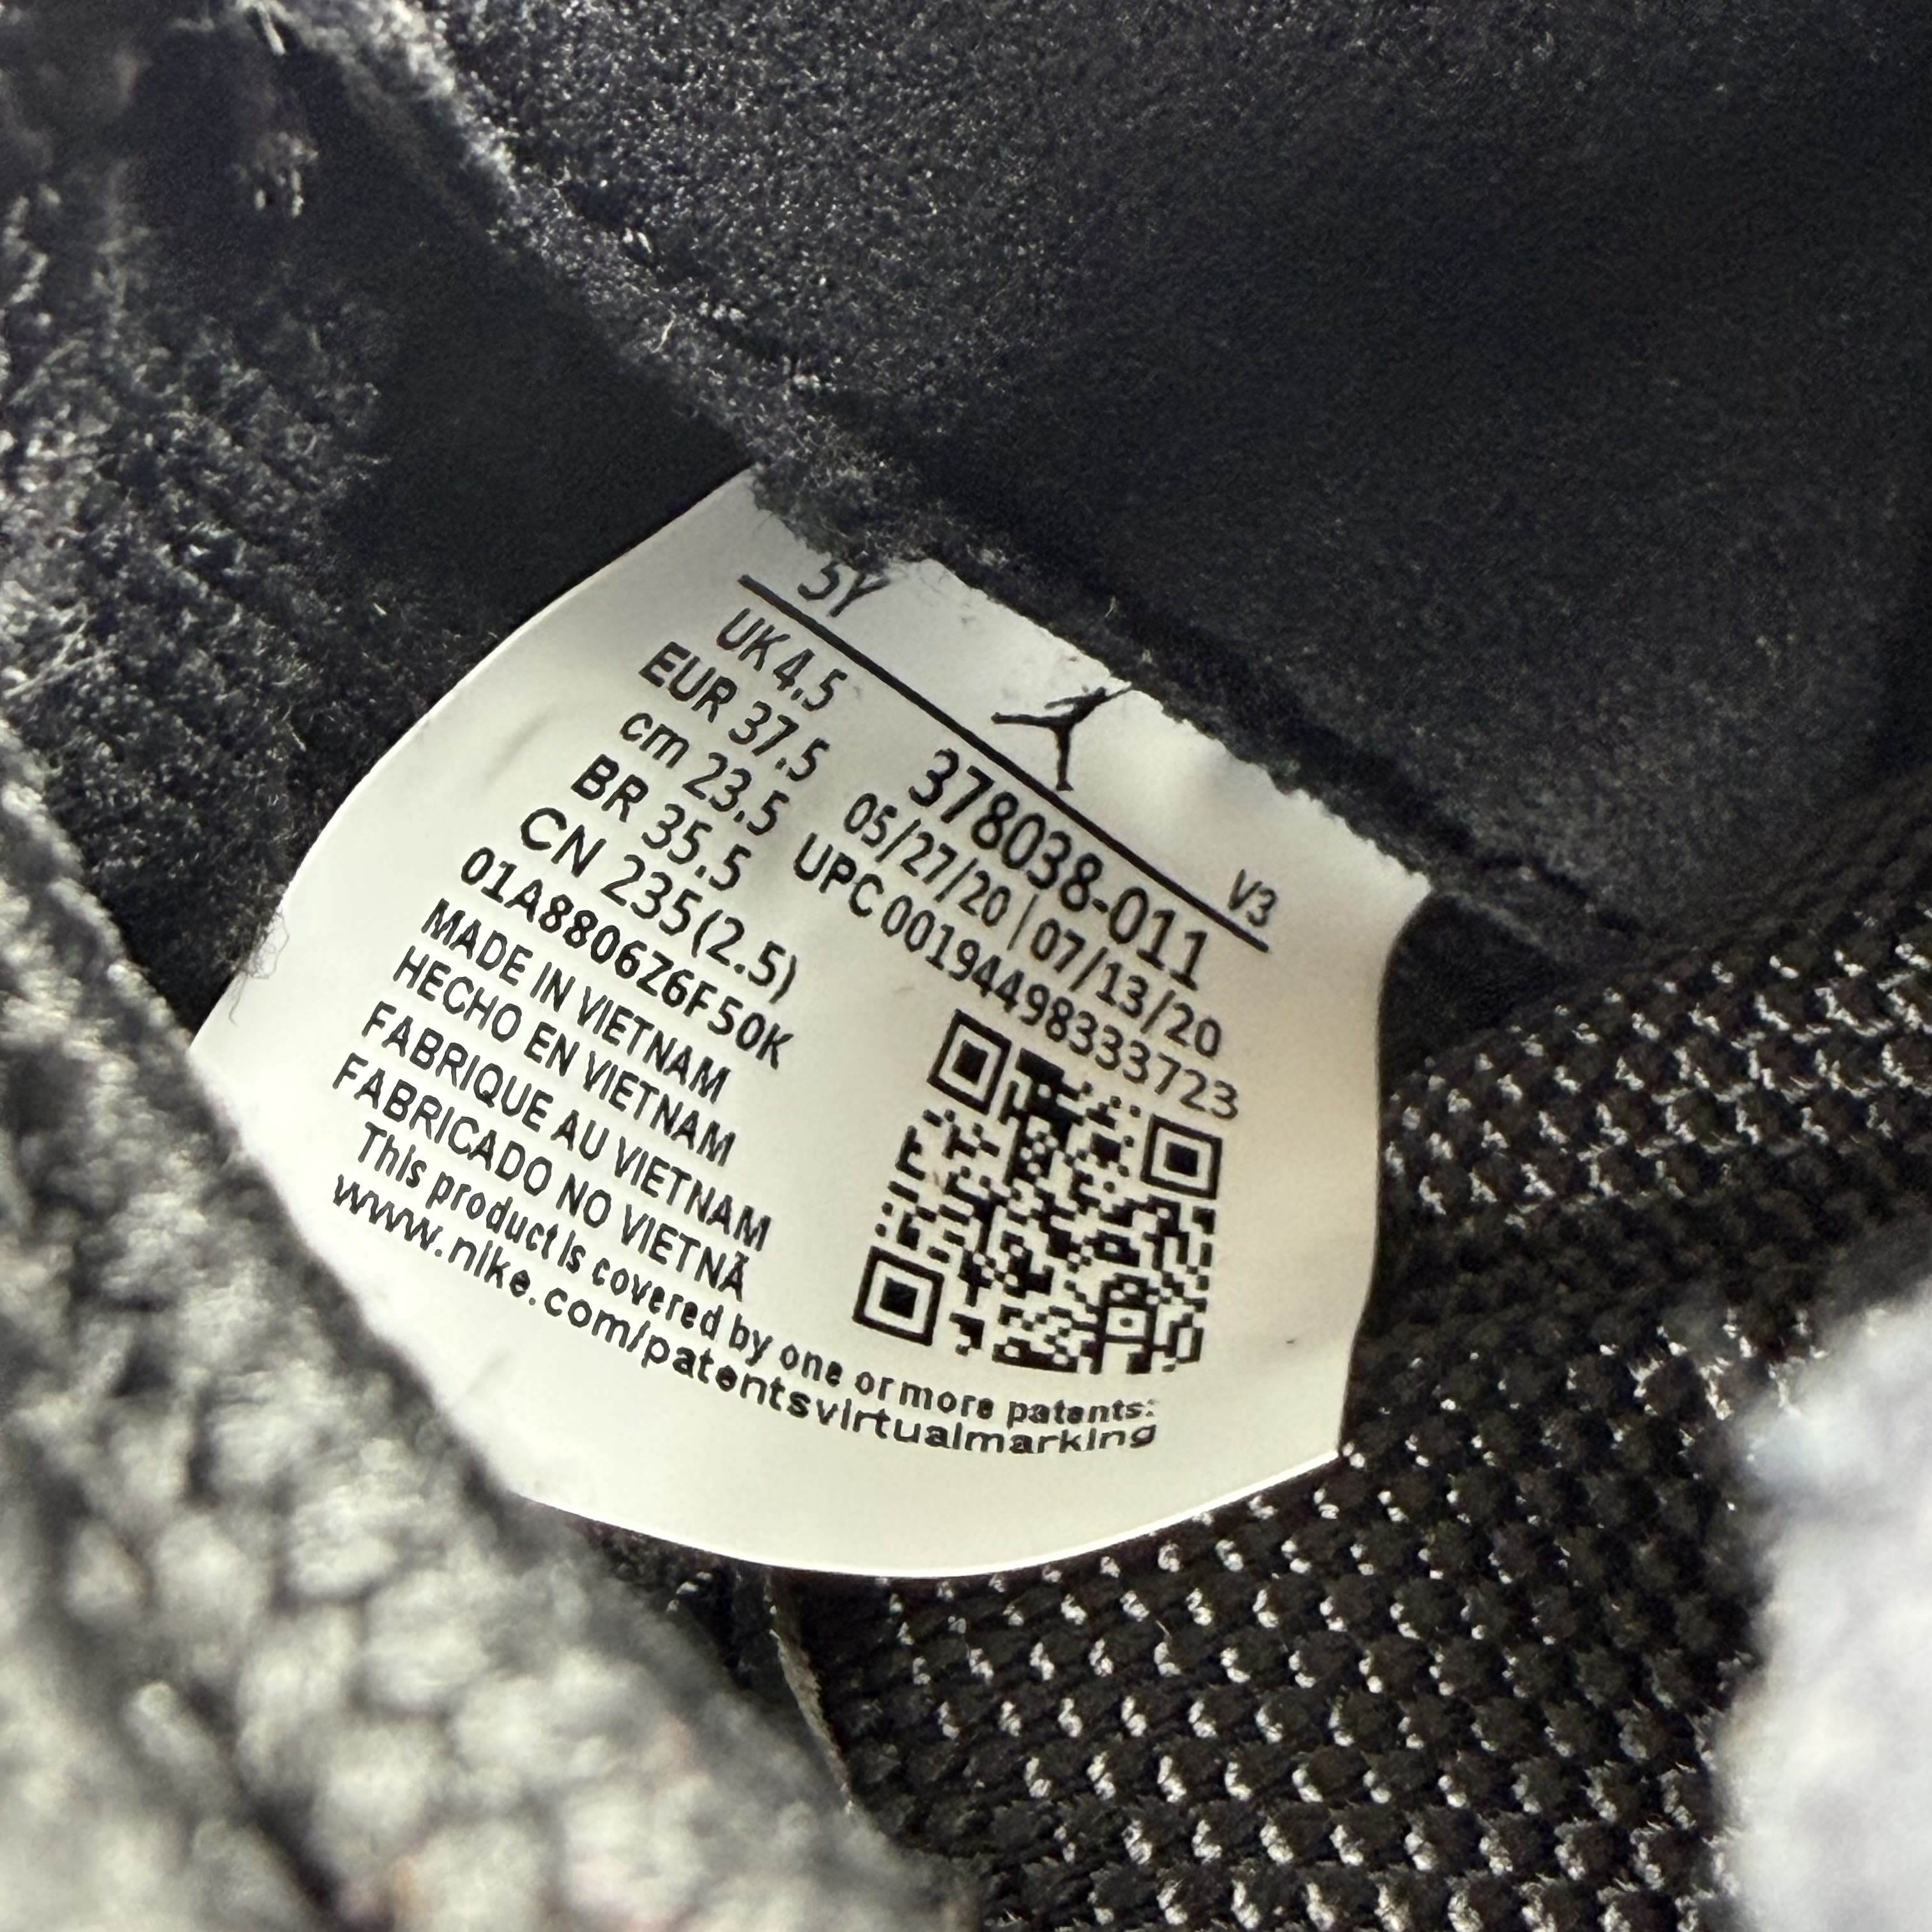 5Y
V3
UK 4.5
EUR 37.5
cm 23.5
BR 35.5
CN 235(2.5)
01A8806Z6F50K
378038-011
05/27/20 | 07/13/20
UPC 00194498333723
MADE IN VIETNAM
HECHO EN VIETNAM
FABRIQUE AU VIETNAM
FABRICADO NO VIETNÃ
This product is covered by one or more patents:
www.nike.com/patentsvirtualmarking